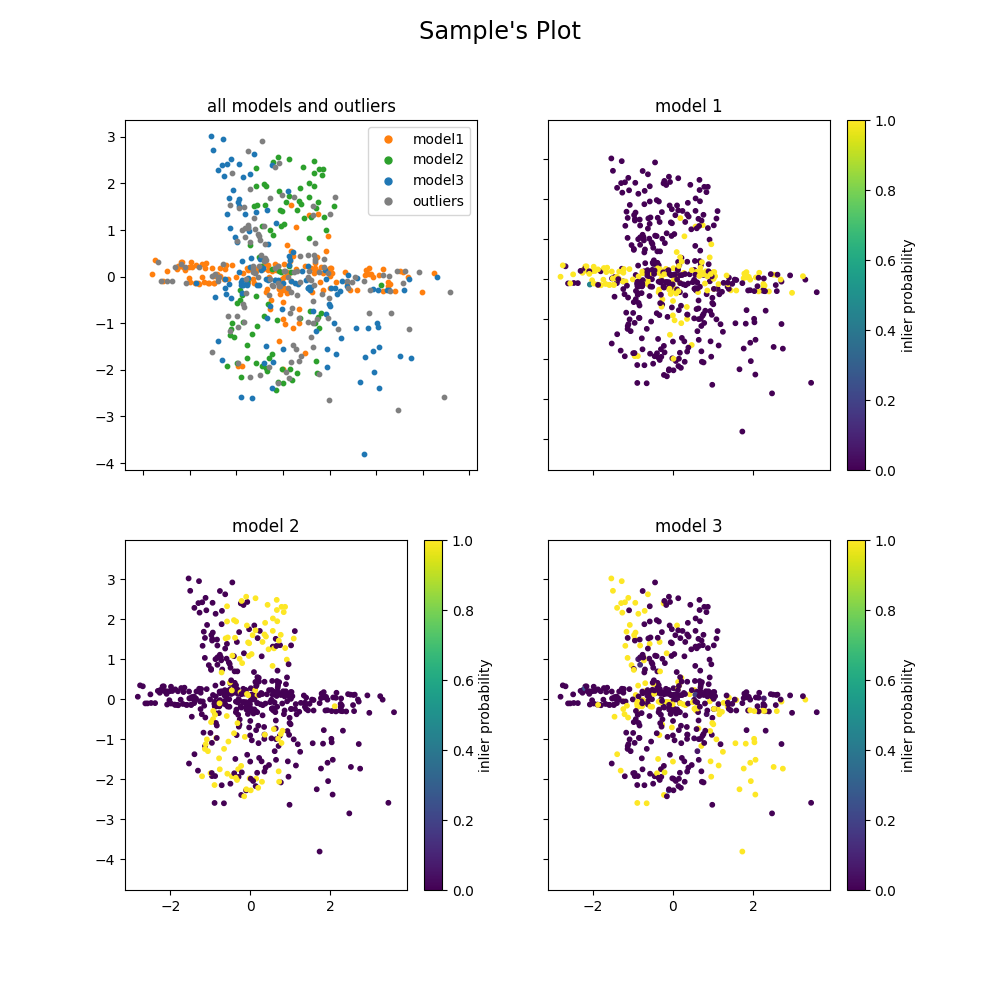 Sample's Plot
all models and outliers
3
2
1
0
−1
−2
−3
−4
model1
model2
model3
outliers
model 1
1.0
0.8
0.6
0.4
0.2
0.0
inlier probability
−2 0 2
model 2
3
2
1
0
−1
−2
−3
−4
−2 0 2
1.0
0.8
0.6
0.4
0.2
0.0
inlier probability
model 3
−2 0 2
1.0
0.8
0.6
0.4
0.2
0.0
inlier probability